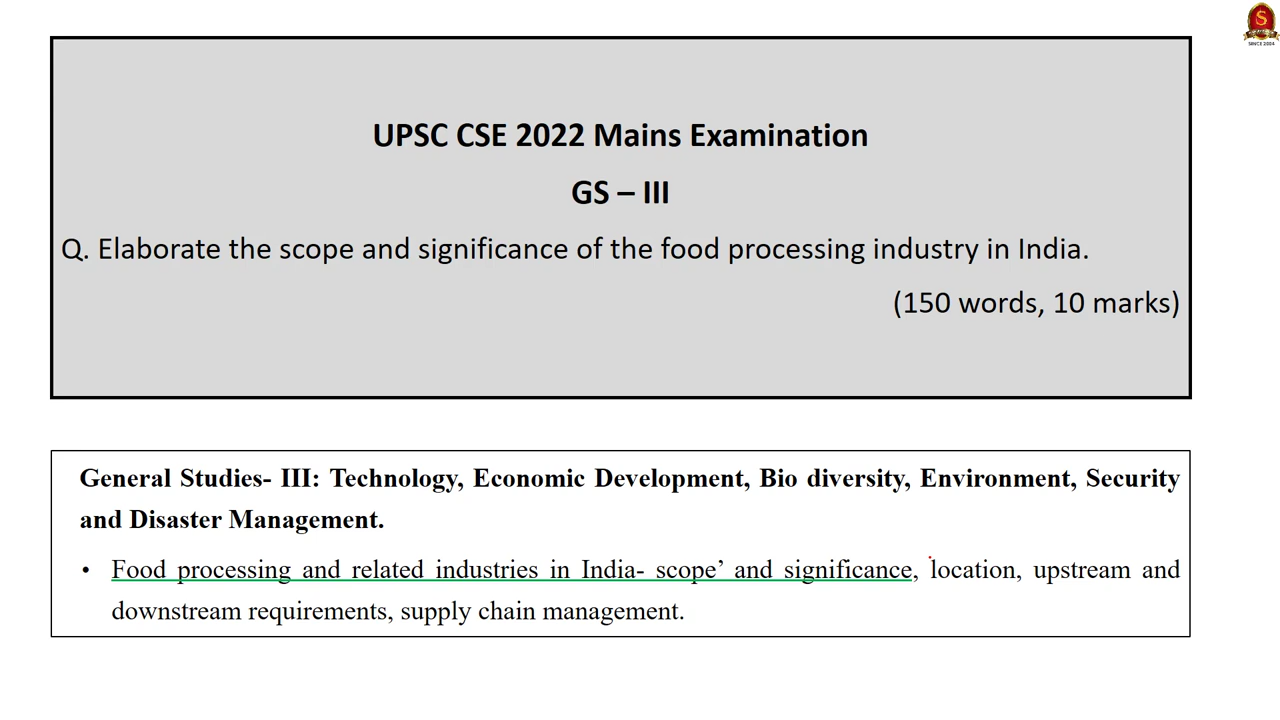 S
SINCE 2004
UPSC CSE 2022 Mains Examination
GS – III
Q. Elaborate the scope and significance of the food processing industry in India.
(150 words, 10 marks)
General Studies- III: Technology, Economic Development, Bio diversity, Environment, Security
and Disaster Management.
• Food processing and related industries in India- scope’ and significance, location, upstream and
downstream requirements, supply chain management.